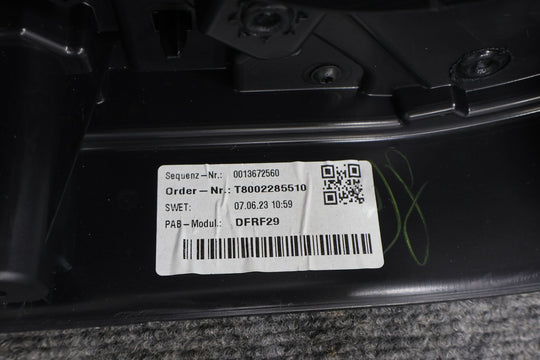 Sequenz-Nr.: 0013672560
Order-Nr.: T8002285510
SWET: 07.06.23 10:59
PAB-Modul.: DFRF29